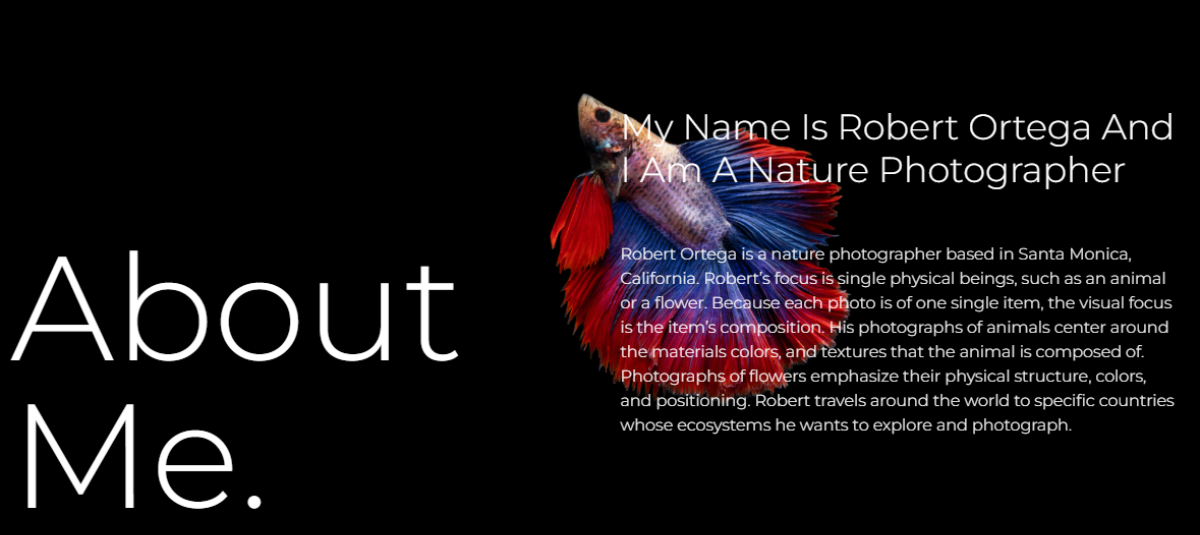 About
Me.
My Name Is Robert Ortega And
I Am A Nature Photographer
Robert Ortega is a nature photographer based in Santa Monica,
California. Robert’s focus is single physical beings, such as an animal
or a flower. Because each photo is of one single item, the visual focus
is the item’s composition. His photographs of animals center around
the materials colors, and textures that the animal is composed of.
Photographs of flowers emphasize their physical structure, colors,
and positioning. Robert travels around the world to specific countries
whose ecosystems he wants to explore and photograph.